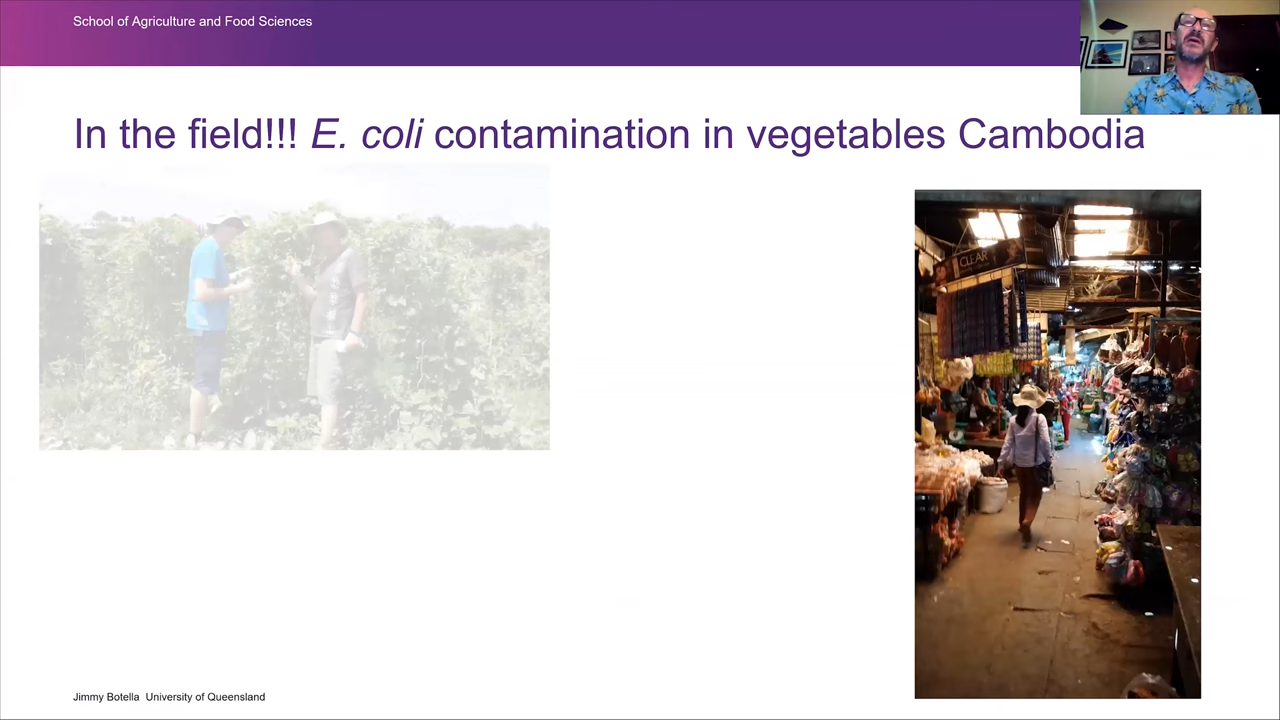 School of Agriculture and Food Sciences
In the field!!! E. coli contamination in vegetables Cambodia
CLEAR
Jimmy Botella  University of Queensland